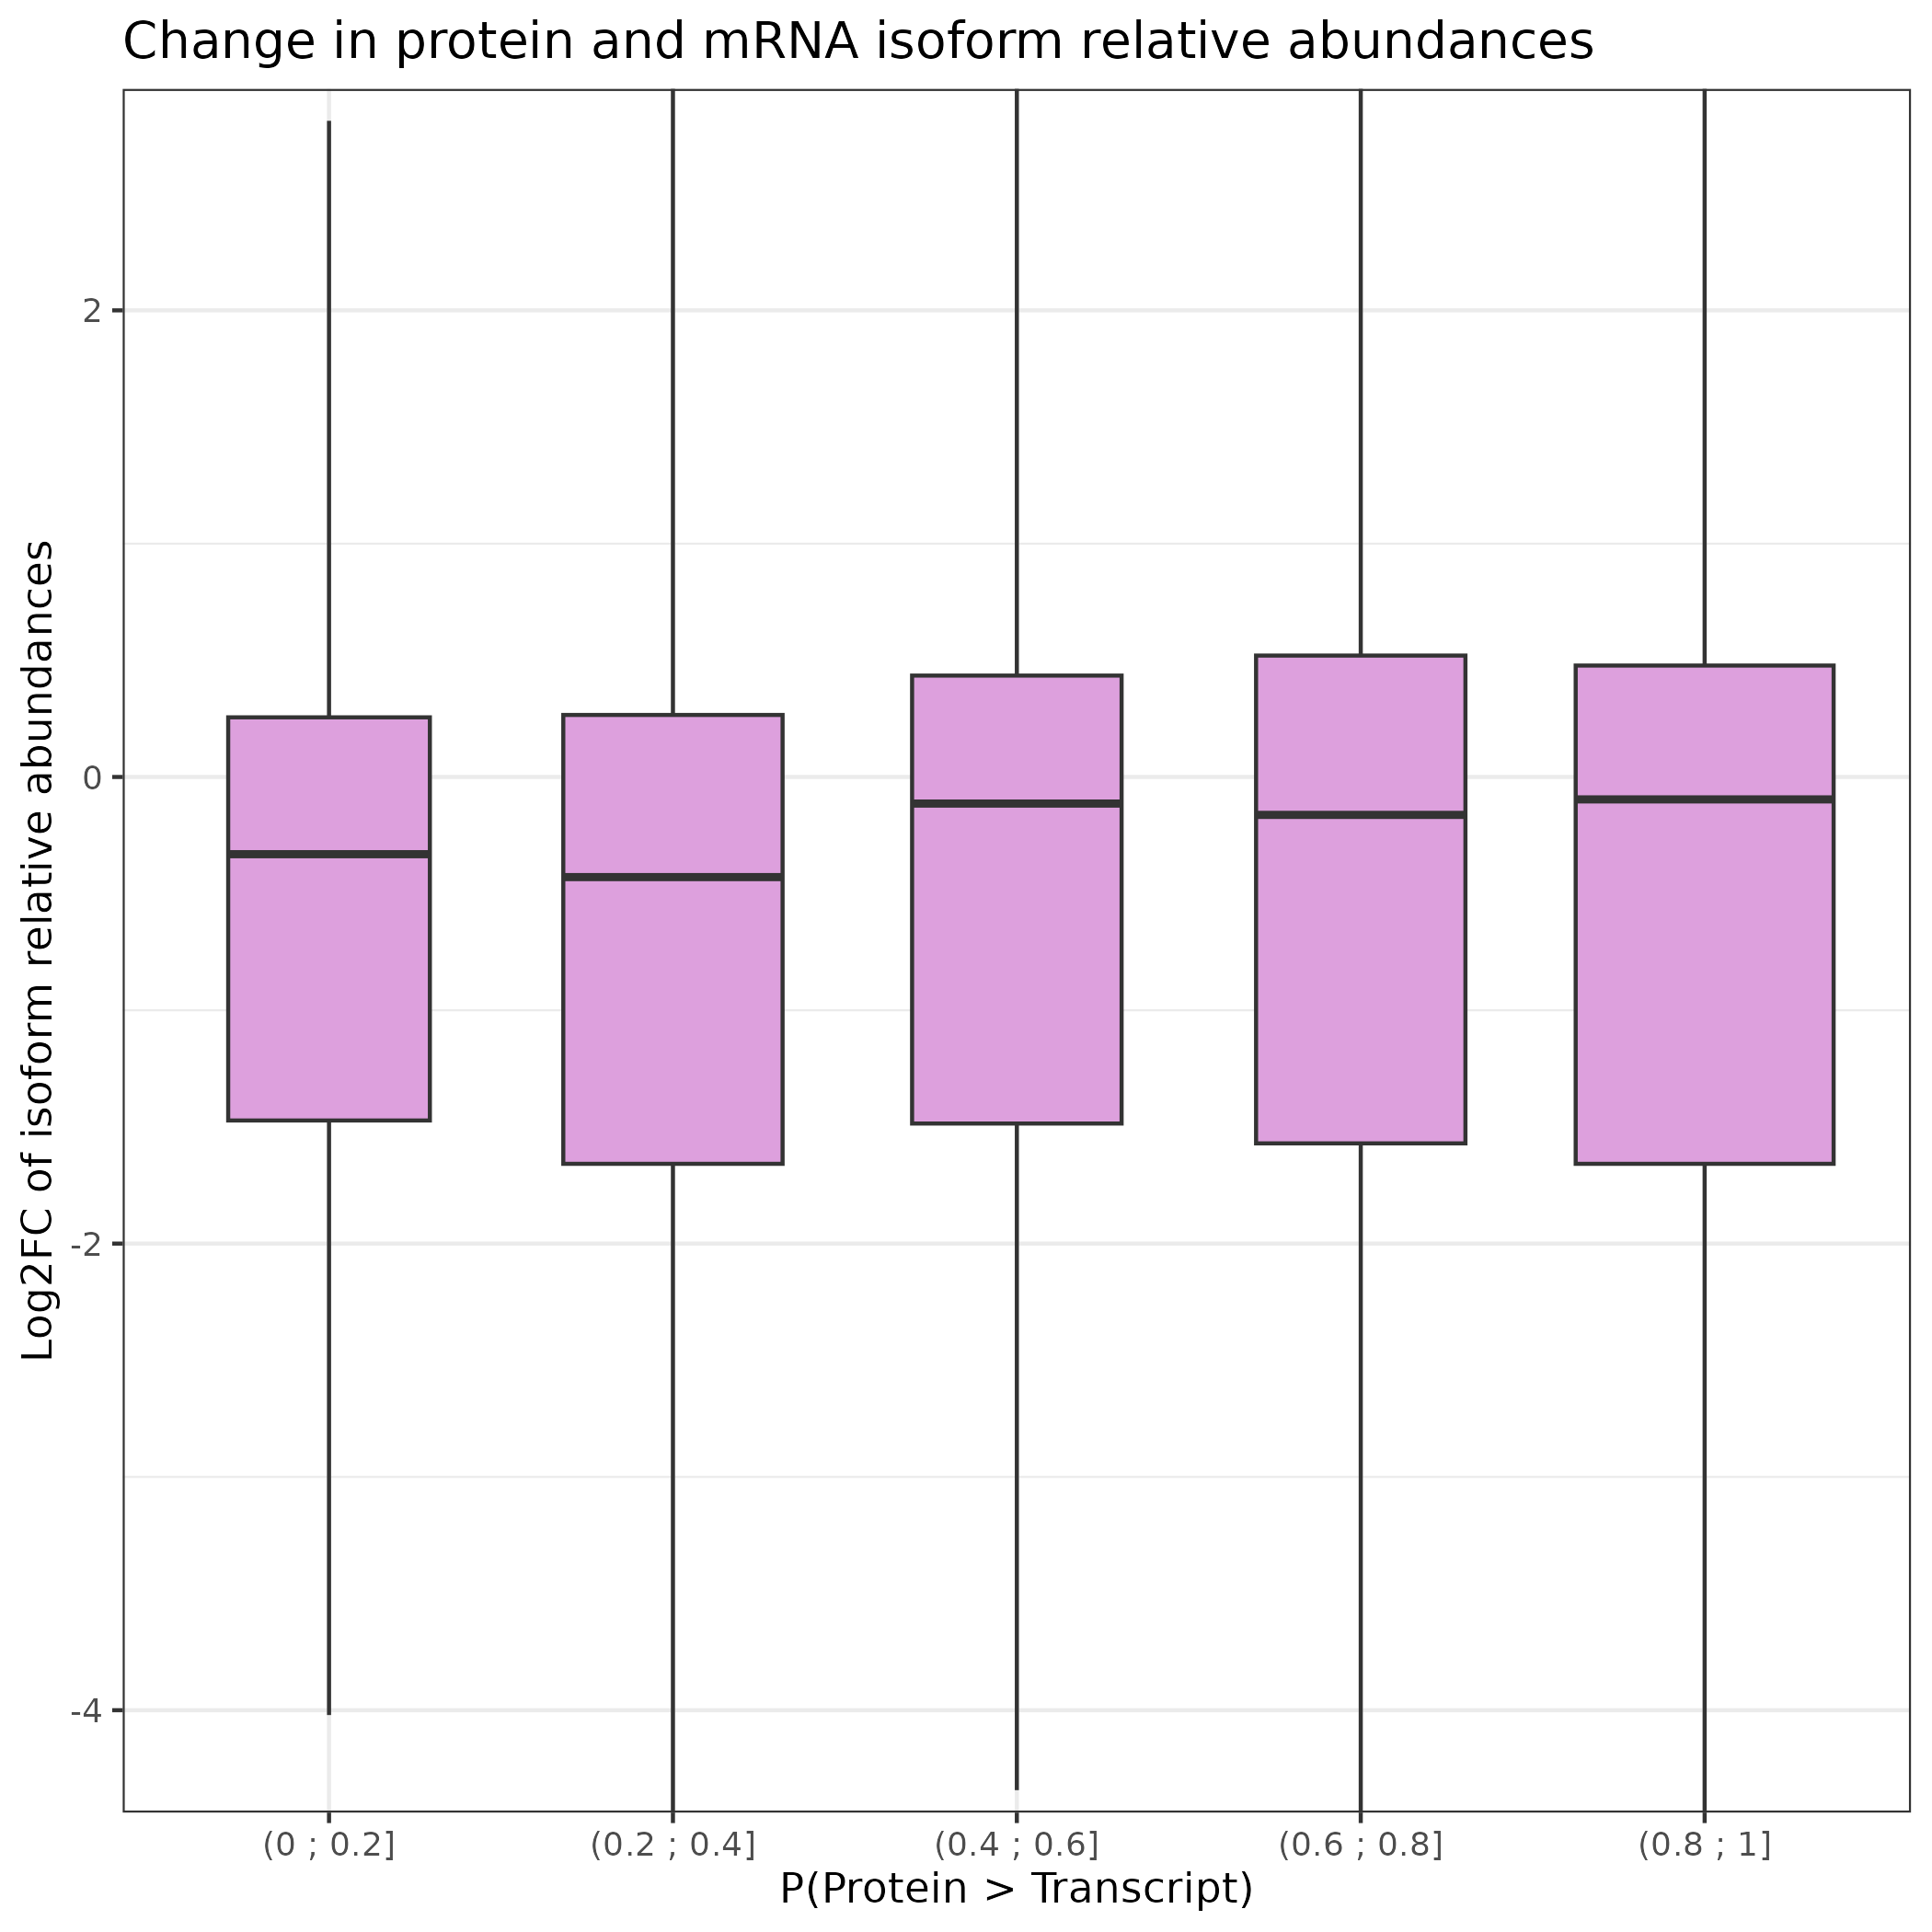 Change in protein and mRNA isoform relative abundances
Log2FC of isoform relative abundances
2
0
-2
-4
(0 ; 0.2]
(0.2 ; 0.4]
(0.4 ; 0.6]
(0.6 ; 0.8]
(0.8 ; 1]
P(Protein > Transcript)